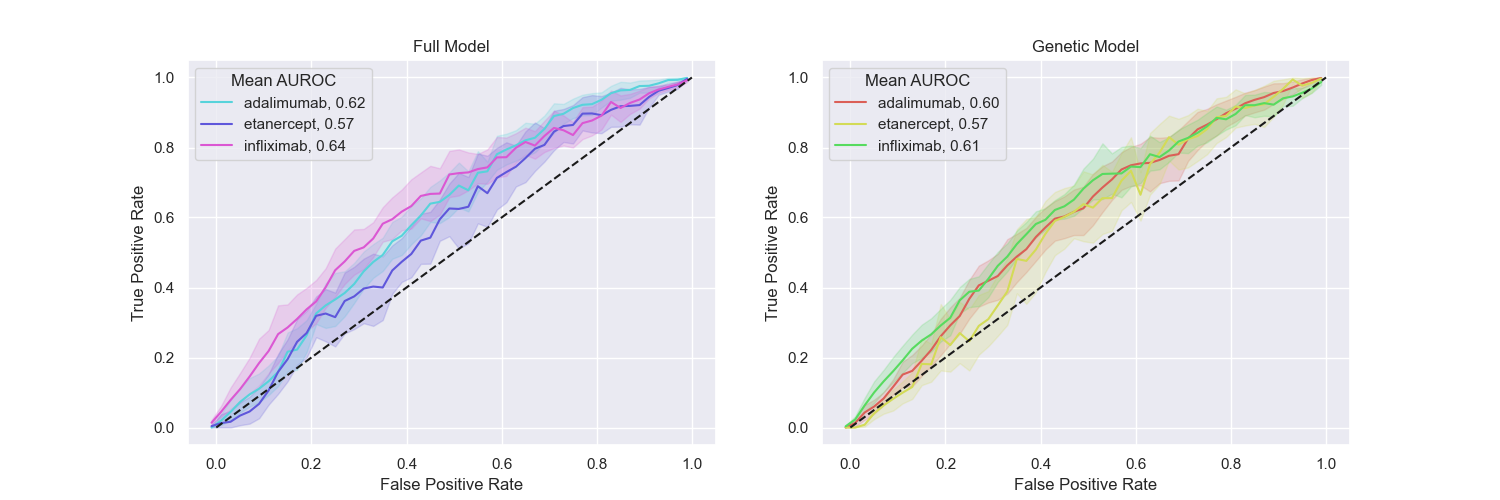 Full Model
Mean AUROC
adalimumab, 0.62
etanercept, 0.57
infliximab, 0.64
1.0
0.8
0.6
0.4
0.2
0.0
True Positive Rate
0.0 0.2 0.4 0.6 0.8 1.0
False Positive Rate
Genetic Model
Mean AUROC
adalimumab, 0.60
etanercept, 0.57
infliximab, 0.61
1.0
0.8
0.6
0.4
0.2
0.0
True Positive Rate
0.0 0.2 0.4 0.6 0.8 1.0
False Positive Rate